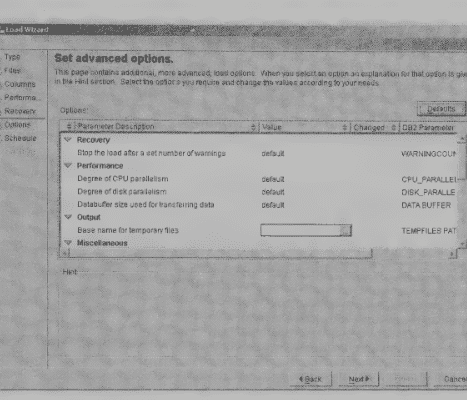 Load Wizard
Type
Files
Columns
Performa...
Recovery
Options
Schedule
Set advanced options.
This page contains additional, more advanced, load options. When you select an option an explanation for that option is give
in the Hint section. Select the options you require and change the values according to your needs.
Options:
Defaults
Parameter Description Value Changed DB2 Parameter
Recovery
Stop the load after a set number of warnings default WARNINGCOUN
Performance
Degree of CPU parallelism default CPU_PARALLEL
Degree of disk parallelism default DISK_PARALLE
Databuffer size used for transferring data default DATA BUFFER
Output
Base name for temporary files TEMPFILES PAT
Miscellaneous
Hint
Back Next Cance